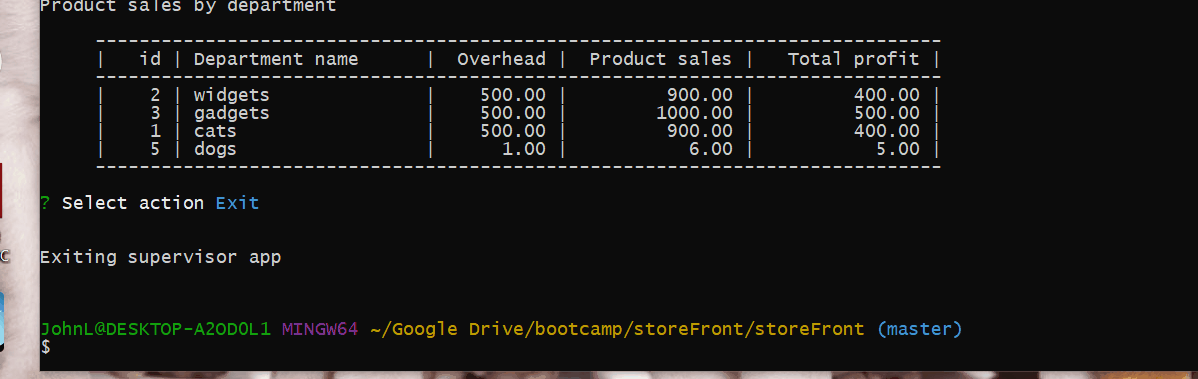 Product sales by department
-----------------------------------------------------------------------------
|   id | Department name      |  Overhead |  Product sales |   Total profit |
-----------------------------------------------------------------------------
|    2 | widgets              |    500.00 |         900.00 |         400.00 |
|    3 | gadgets              |    500.00 |        1000.00 |         500.00 |
|    1 | cats                 |    500.00 |         900.00 |         400.00 |
|    5 | dogs                 |      1.00 |           6.00 |           5.00 |
-----------------------------------------------------------------------------
? Select action Exit
Exiting supervisor app
JohnL@DESKTOP-A2OD0L1 MINGW64 ~/Google Drive/bootcamp/storeFront/storeFront (master)
$